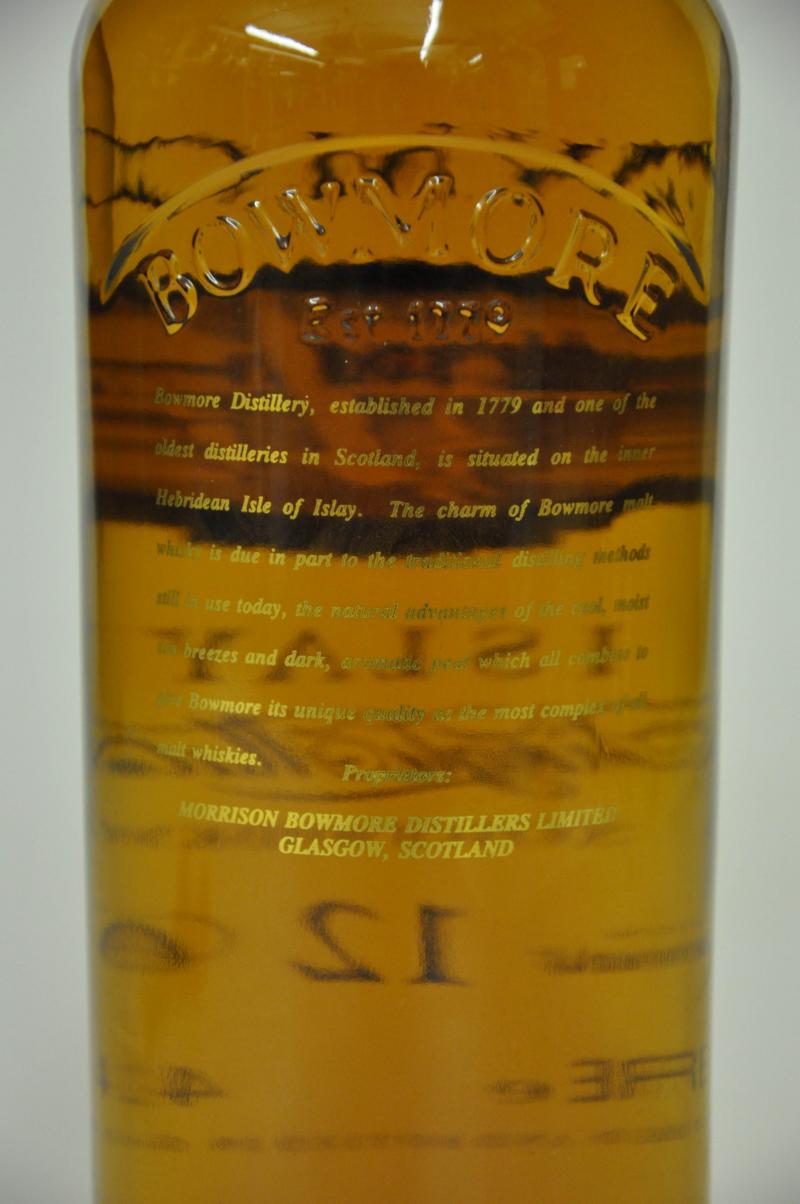 BOWMORE
Est 1779
Bowmore Distillery, established in 1779 and one of the
oldest distilleries in Scotland, is situated on the inner
Hebridean Isle of Islay. The charm of Bowmore malt
whisky is due in part to the traditional distilling methods
still in use today, the natural advantages of the cool, moist
sea breezes and dark, aromatic peat which all combine to
give Bowmore its unique quality as the most complex of all
malt whiskies.
Proprietors:
MORRISON BOWMORE DISTILLERS LIMITED
GLASGOW, SCOTLAND
ISLAY
12